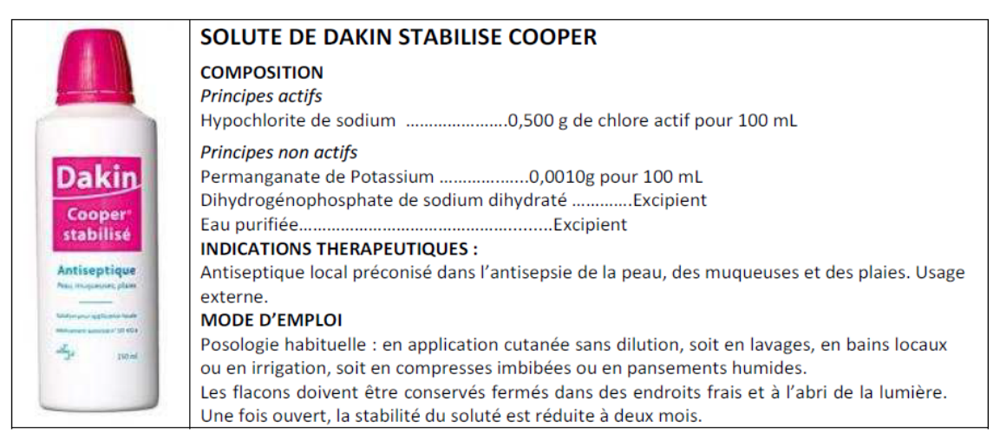 SOLUTE DE DAKIN STABILISE COOPER
COMPOSITION
Principes actifs
Hypochlorite de sodium ………………….0,500 g de chlore actif pour 100 mL
Principes non actifs
Permanganate de Potassium ………………..0,0010g pour 100 mL
Dihydrogénophosphate de sodium dihydraté ………….Excipient
Eau purifiée……………………………………….........Excipient
INDICATIONS THERAPEUTIQUES :
Antiseptique local préconisé dans l’antisepsie de la peau, des muqueuses et des plaies. Usage
externe.
MODE D’EMPLOI
Posologie habituelle : en application cutanée sans dilution, soit en lavages, en bains locaux
ou en irrigation, soit en compresses imbibées ou en pansements humides.
Les flacons doivent être conservés fermés dans des endroits frais et à l’abri de la lumière.
Une fois ouvert, la stabilité du soluté est réduite à deux mois.
Dakin
Cooper®
stabilisé
Antiseptique
Peau, muqueuses, plaies
Solution pour application locale
250 ml